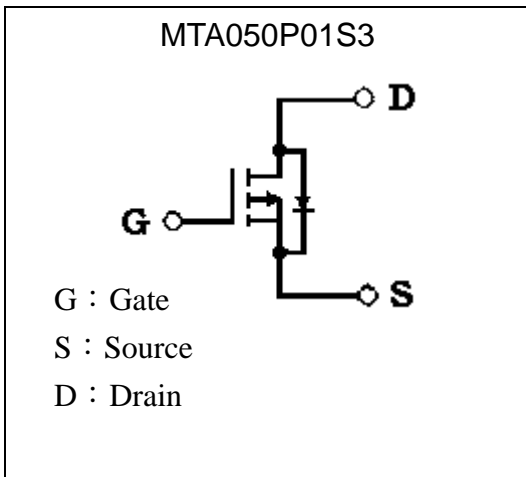 MTA050P01S3
D
G
S
G：Gate
S：Source
D：Drain